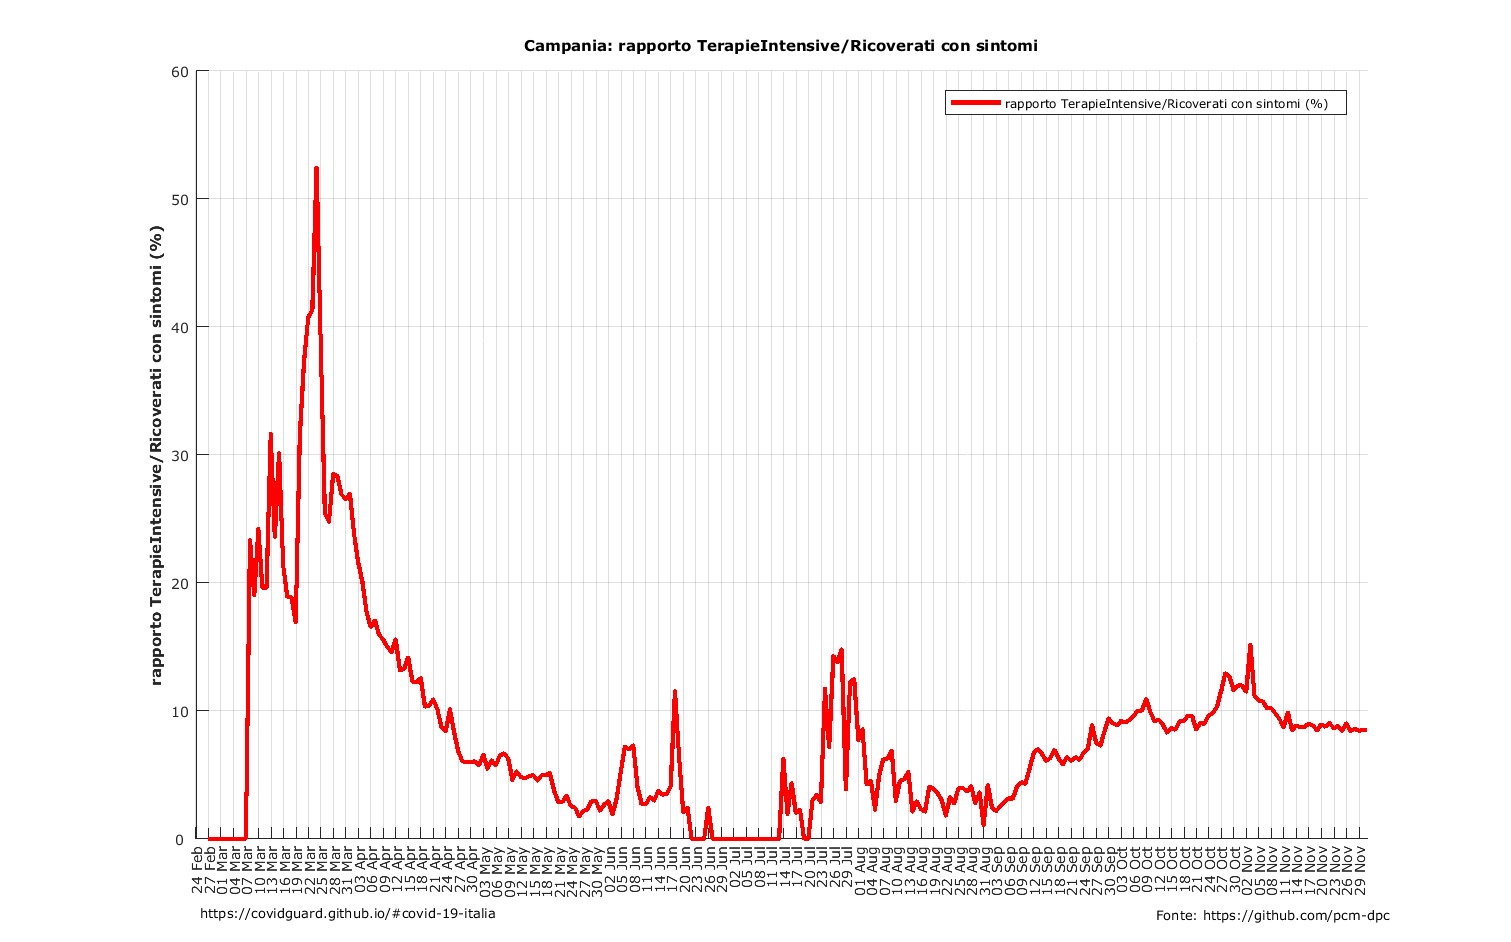 Campania: rapporto TerapieIntensive/Ricoverati con sintomi
rapporto TerapieIntensive/Ricoverati con sintomi (%)
rapporto TerapieIntensive/Ricoverati con sintomi (%)
60
50
40
30
20
10
0
24 Feb
27 Feb
01 Mar
04 Mar
07 Mar
10 Mar
13 Mar
16 Mar
19 Mar
22 Mar
25 Mar
28 Mar
31 Mar
03 Apr
06 Apr
09 Apr
12 Apr
15 Apr
18 Apr
21 Apr
24 Apr
27 Apr
30 Apr
03 May
06 May
09 May
12 May
15 May
18 May
21 May
24 May
27 May
30 May
02 Jun
05 Jun
08 Jun
11 Jun
14 Jun
17 Jun
20 Jun
23 Jun
26 Jun
29 Jun
02 Jul
05 Jul
08 Jul
11 Jul
14 Jul
17 Jul
20 Jul
23 Jul
26 Jul
29 Jul
01 Aug
04 Aug
07 Aug
10 Aug
13 Aug
16 Aug
19 Aug
22 Aug
25 Aug
28 Aug
31 Aug
03 Sep
06 Sep
09 Sep
12 Sep
15 Sep
18 Sep
21 Sep
24 Sep
27 Sep
30 Sep
03 Oct
06 Oct
09 Oct
12 Oct
15 Oct
18 Oct
21 Oct
24 Oct
27 Oct
30 Oct
02 Nov
05 Nov
08 Nov
11 Nov
14 Nov
17 Nov
20 Nov
23 Nov
26 Nov
29 Nov
https://covidguard.github.io/#covid-19-italia
Fonte: https://github.com/pcm-dpc